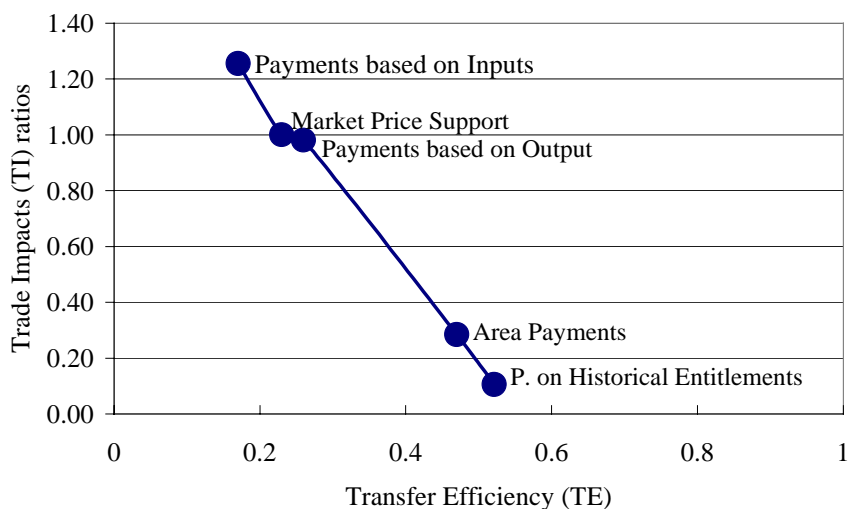 Trade Impacts (TI) ratios
1.40
1.20
1.00
0.80
0.60
0.40
0.20
0.00
Payments based on Inputs
Market Price Support
Payments based on Output
Area Payments
P. on Historical Entitlements
0
0.2
0.4
0.6
0.8
1
Transfer Efficiency (TE)